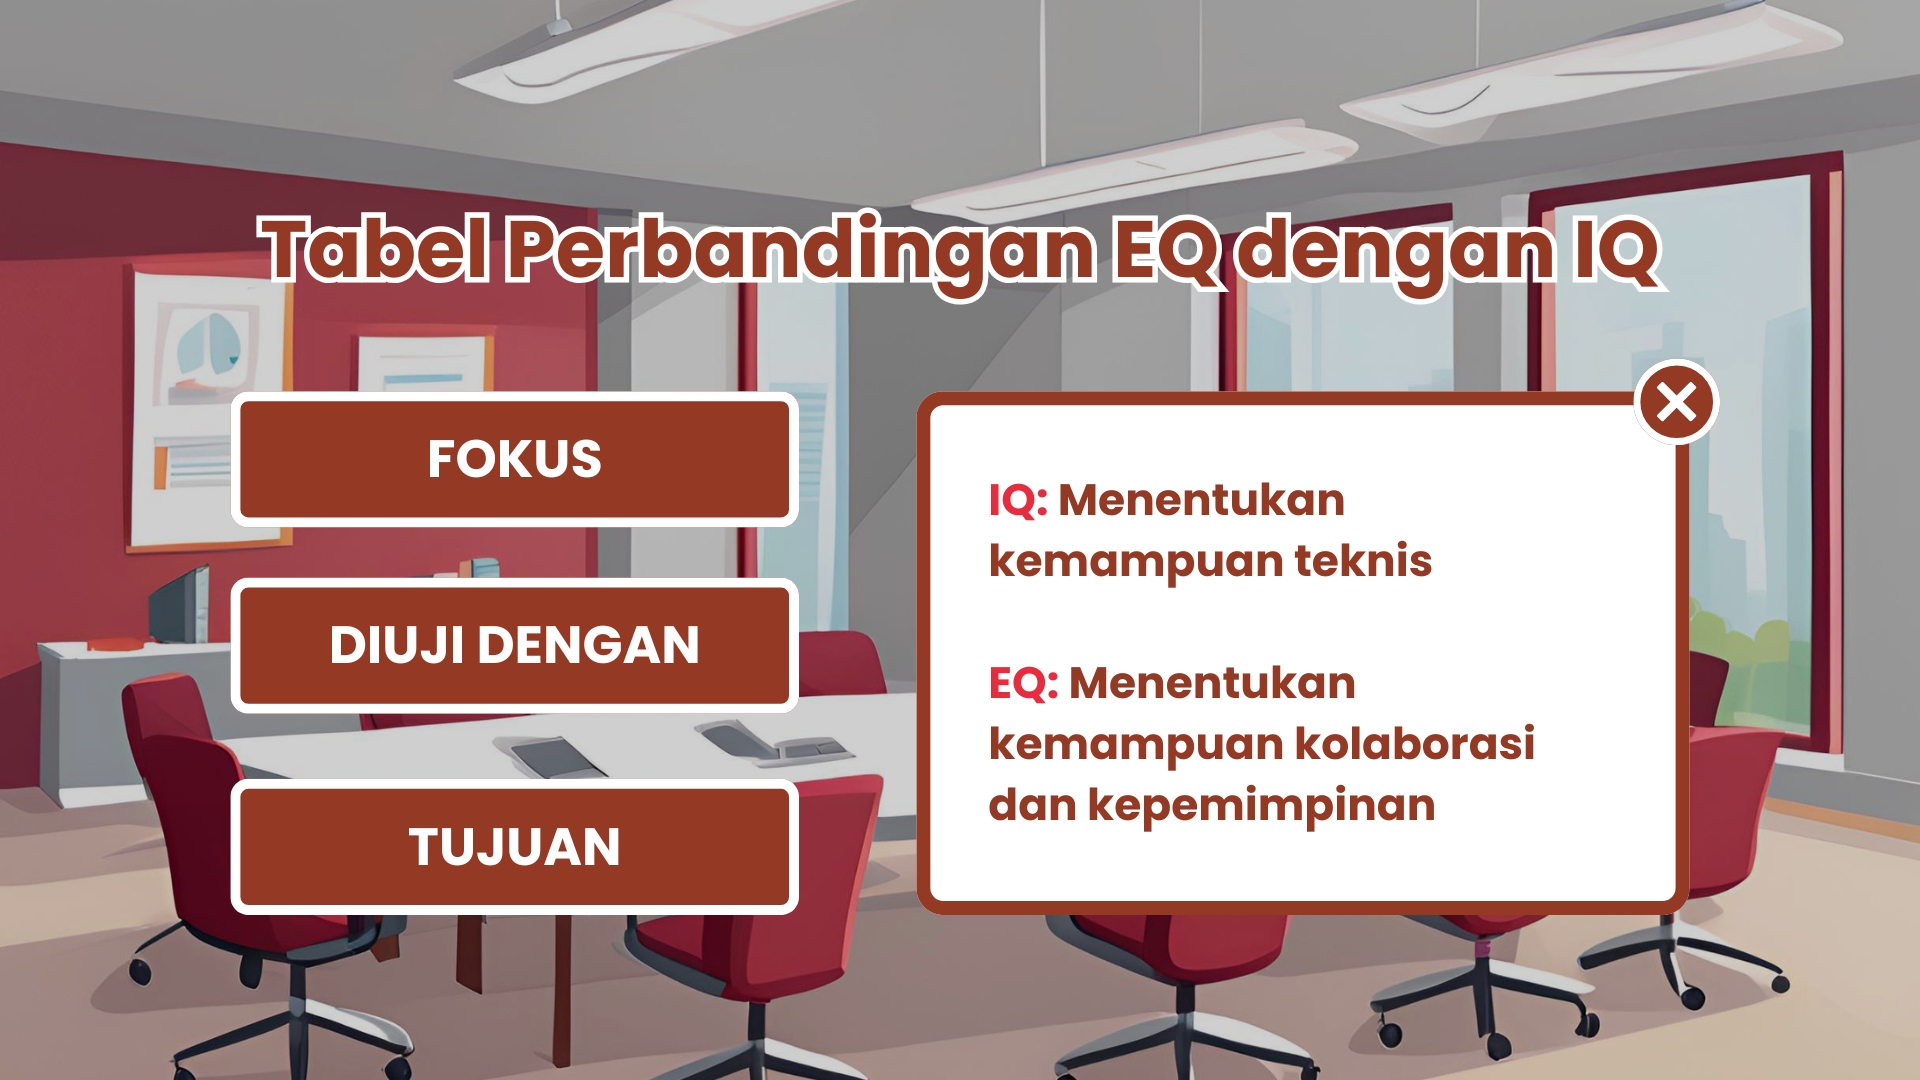 Tabel Perbandingan EQ dengan IQ
FOKUS
DIUJI DENGAN
TUJUAN
IQ: Menentukan
kemampuan teknis
EQ: Menentukan
kemampuan kolaborasi
dan kepemimpinan